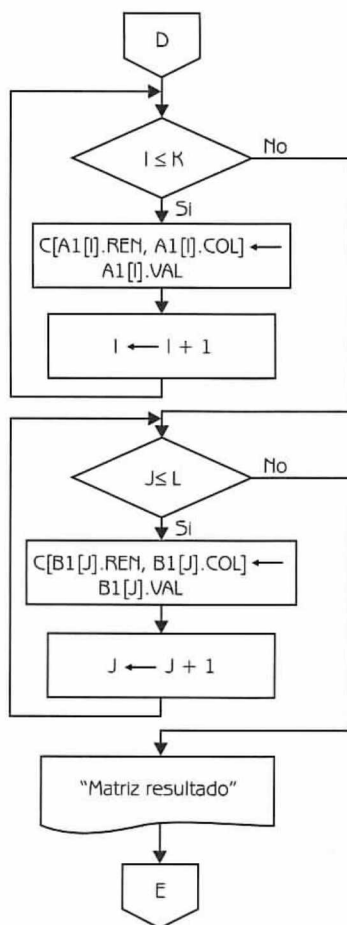 D
I ≤ K
No
Si
C[A1[I].REN, A1[I].COL] ←
A1[I].VAL
I ← I + 1
J ≤ L
No
Si
C[B1[J].REN, B1[J].COL] ←
B1[J].VAL
J ← J + 1
“Matriz resultado”
E